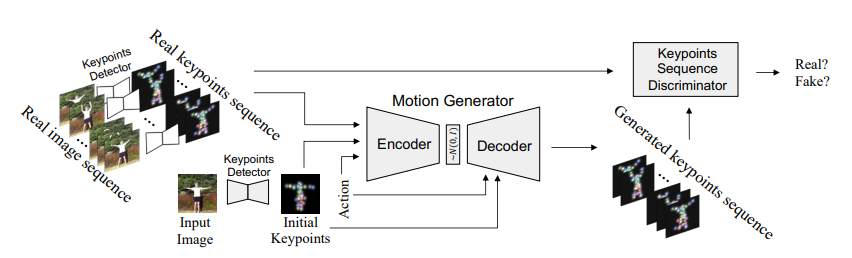 Keypoints
Detector
Real keypoints sequence
Real image sequence
...
...
Keypoints
Detector
Input
Image
Initial
Keypoints
Action
Motion Generator
Encoder
~N(0, I)
Decoder
Keypoints
Sequence
Discriminator
Real?
Fake?
Generated keypoints sequence
...